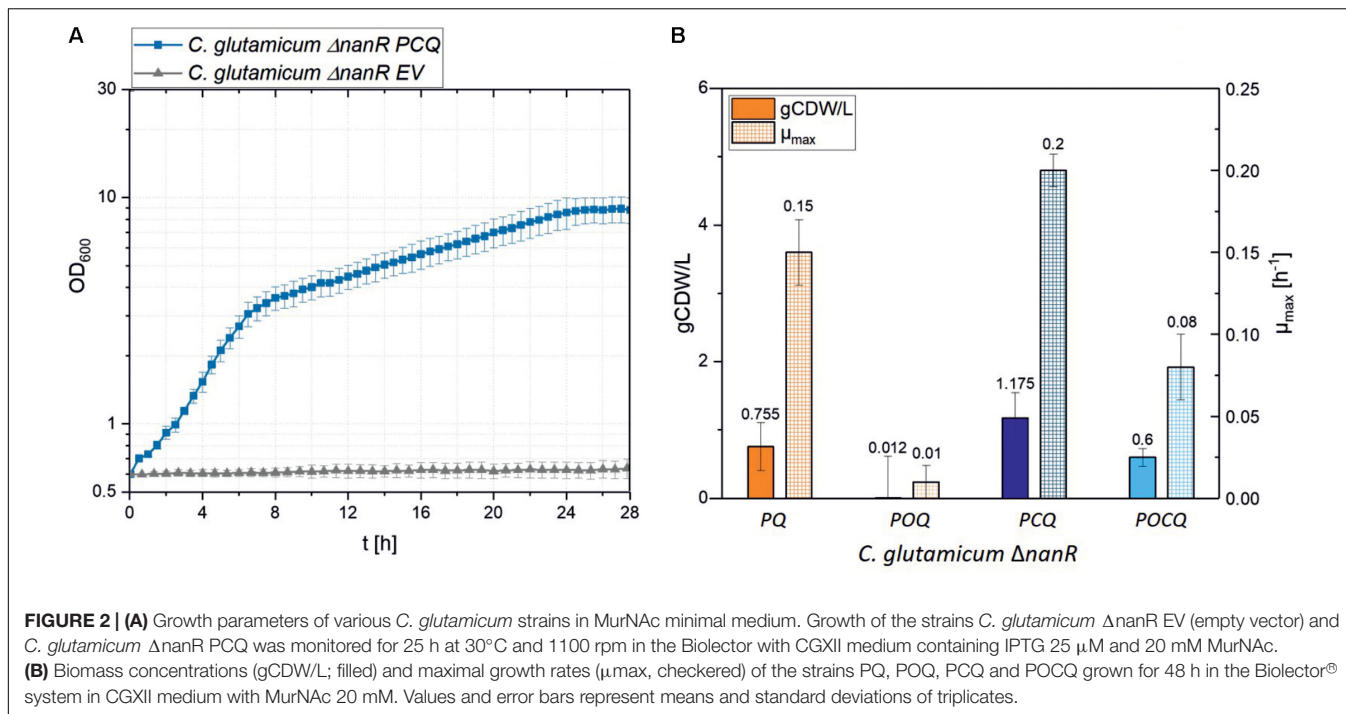 A
C. glutamicum ΔnanR PCQ
C. glutamicum ΔnanR EV
30
10
1
0.5
OD600
0 4 8 12 16 20 24 28
t [h]
B
gCDW/L
μmax
6
4
2
0
gCDW/L
0.25
0.20
0.15
0.10
0.05
0.00
μmax [h-1]
0.755
0.15
0.012
0.01
1.175
0.2
0.6
0.08
PQ POQ PCQ POCQ
C. glutamicum ΔnanR
FIGURE 2 | (A) Growth parameters of various C. glutamicum strains in MurNAc minimal medium. Growth of the strains C. glutamicum ΔnanR EV (empty vector) and
C. glutamicum ΔnanR PCQ was monitored for 25 h at 30°C and 1100 rpm in the Biolector with CGXII medium containing IPTG 25 μM and 20 mM MurNAc.
(B) Biomass concentrations (gCDW/L; filled) and maximal growth rates (μmax, checkered) of the strains PQ, POQ, PCQ and POCQ grown for 48 h in the Biolector®
system in CGXII medium with MurNAc 20 mM. Values and error bars represent means and standard deviations of triplicates.